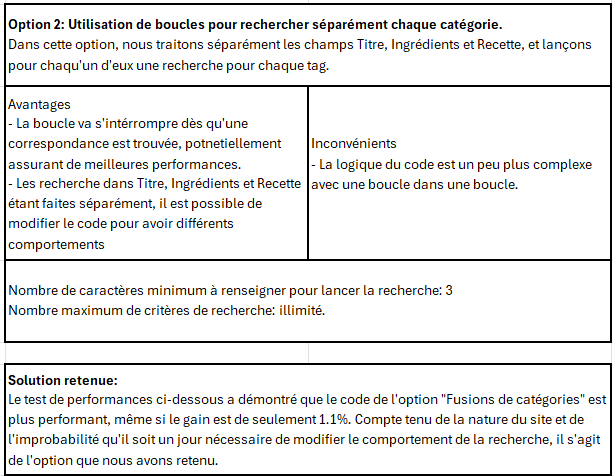 Option 2: Utilisation de boucles pour rechercher séparément chaque catégorie.
Dans cette option, nous traitons séparément les champs Titre, Ingrédients et Recette, et lançons
pour chaqu'un d'eux une recherche pour chaque tag.
Avantages
- La boucle va s'intérrompre dès qu'une
correspondance est trouvée, potnetiellement
assurant de meilleures performances.
- Les recherche dans Titre, Ingrédients et Recette
étant faites séparément, il est possible de
modifier le code pour avoir différents
comportements
Inconvénients
- La logique du code est un peu plus complexe
avec une boucle dans une boucle.
Nombre de caractères minimum à renseigner pour lancer la recherche: 3
Nombre maximum de critères de recherche: illimité.
Solution retenue:
Le test de performances ci-dessous a démontré que le code de l'option "Fusions de catégories" est
plus performant, même si le gain est de seulement 1.1%. Compte tenu de la nature du site et de
l'improbabilité qu'il soit un jour nécessaire de modifier le comportement de la recherche, il s'agit
de l'option que nous avons retenu.